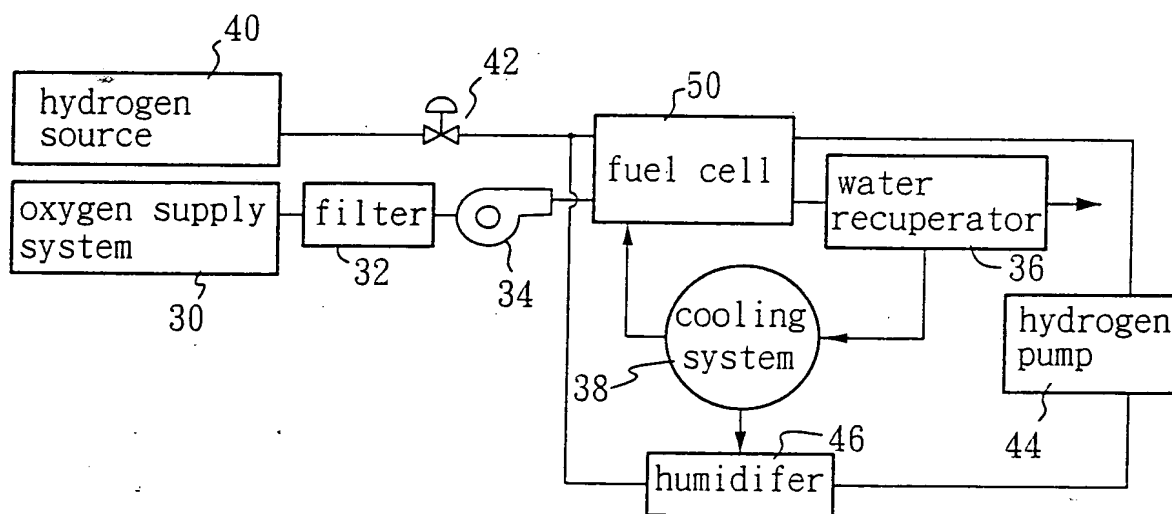 40
hydrogen
source
42
50
fuel cell
oxygen supply
system
filter
water
recuperator
32
34
36
30
cooling
system
38
hydrogen
pump
44
46
humidifer